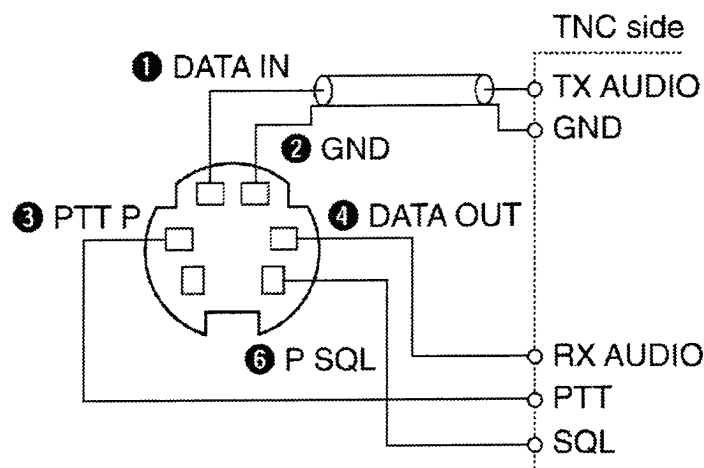 TNC side
❶ DATA IN
TX AUDIO
❷ GND
GND
❸ PTT P
❹ DATA OUT
❻ P SQL
RX AUDIO
PTT
SQL